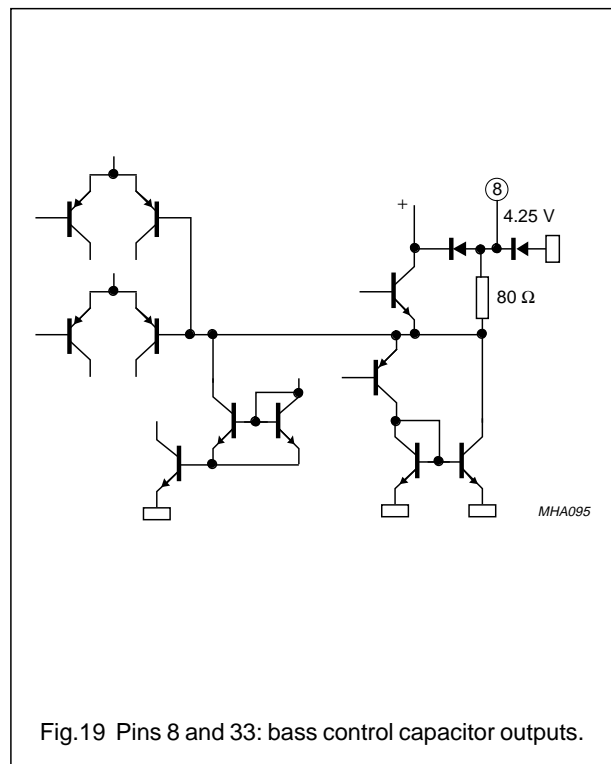 8
+
4.25 V
80 Ω
MHA095
Fig.19 Pins 8 and 33: bass control capacitor outputs.